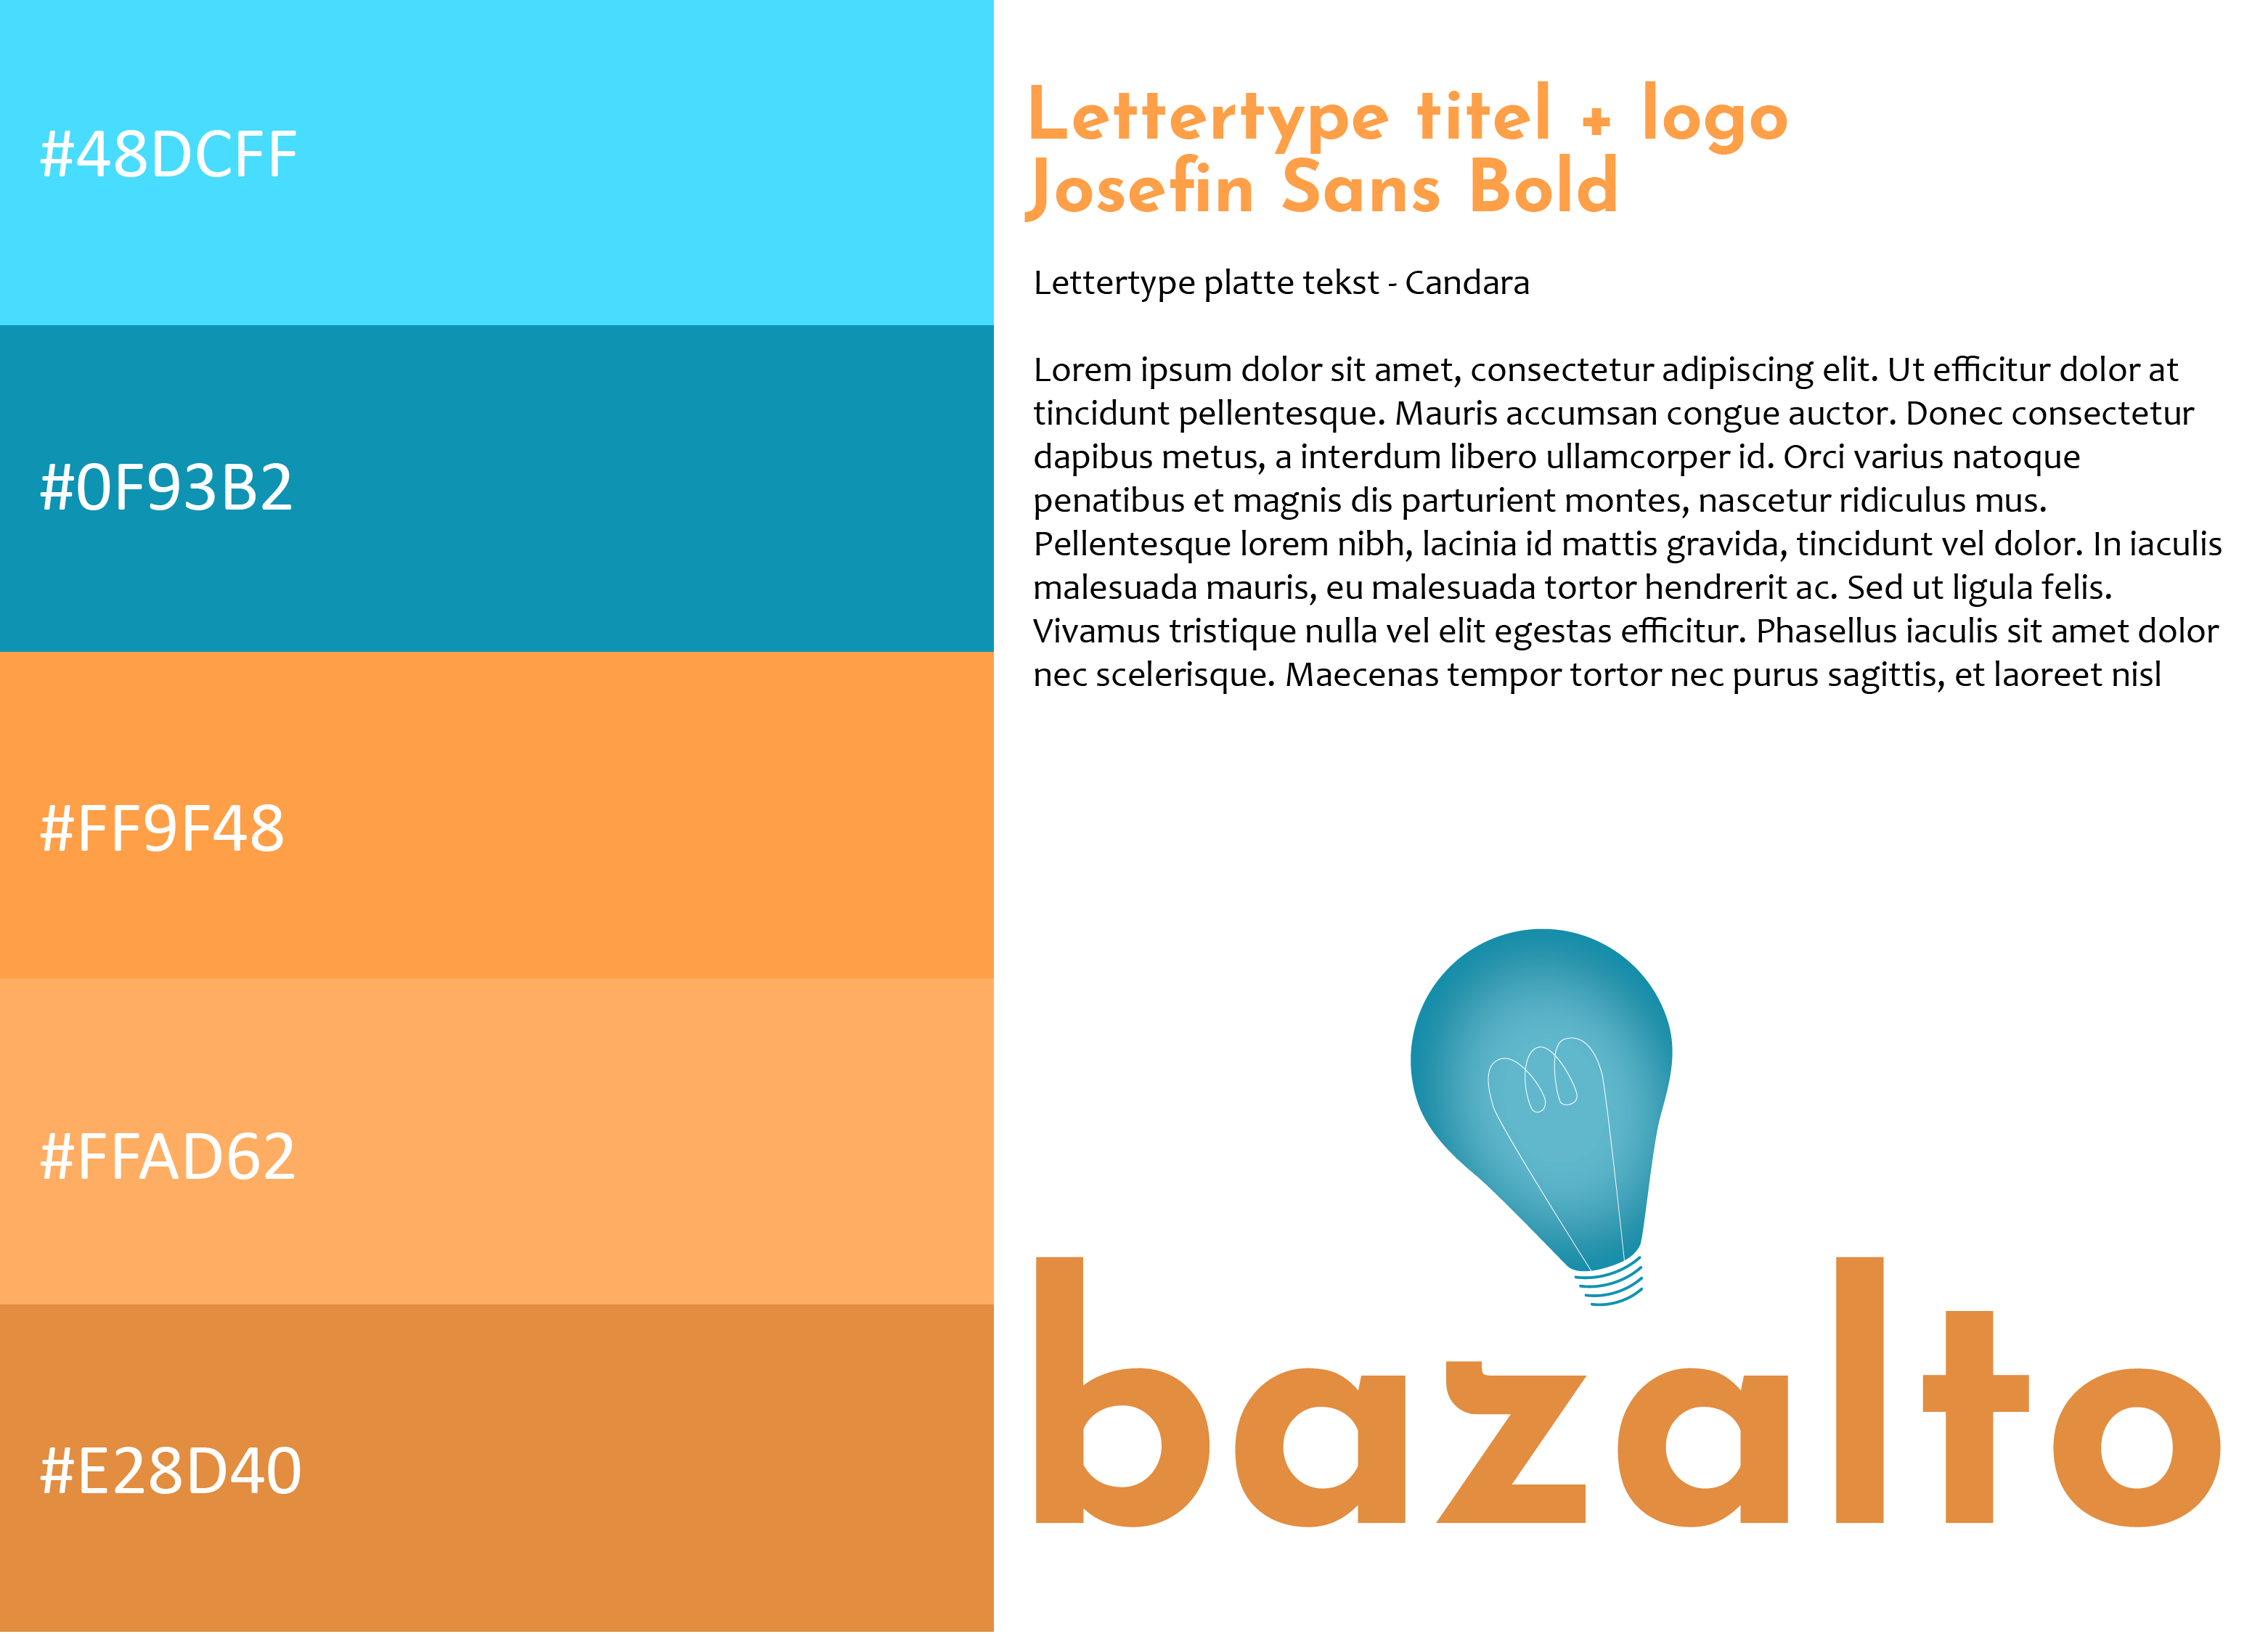 #48DCFF
#0F93B2
#FF9F48
#FFAD62
#E28D40
Lettertype titel + logo
Josefin Sans Bold
Lettertype platte tekst - Candara
Lorem ipsum dolor sit amet, consectetur adipiscing elit. Ut efficitur dolor at
tincidunt pellentesque. Mauris accumsan congue auctor. Donec consectetur
dapibus metus, a interdum libero ullamcorper id. Orci varius natoque
penatibus et magnis dis parturient montes, nascetur ridiculus mus.
Pellentesque lorem nibh, lacinia id mattis gravida, tincidunt vel dolor. In iaculis
malesuada mauris, eu malesuada tortor hendrerit ac. Sed ut ligula felis.
Vivamus tristique nulla vel elit egestas efficitur. Phasellus iaculis sit amet dolor
nec scelerisque. Maecenas tempor tortor nec purus sagittis, et laoreet nisl
bazalto